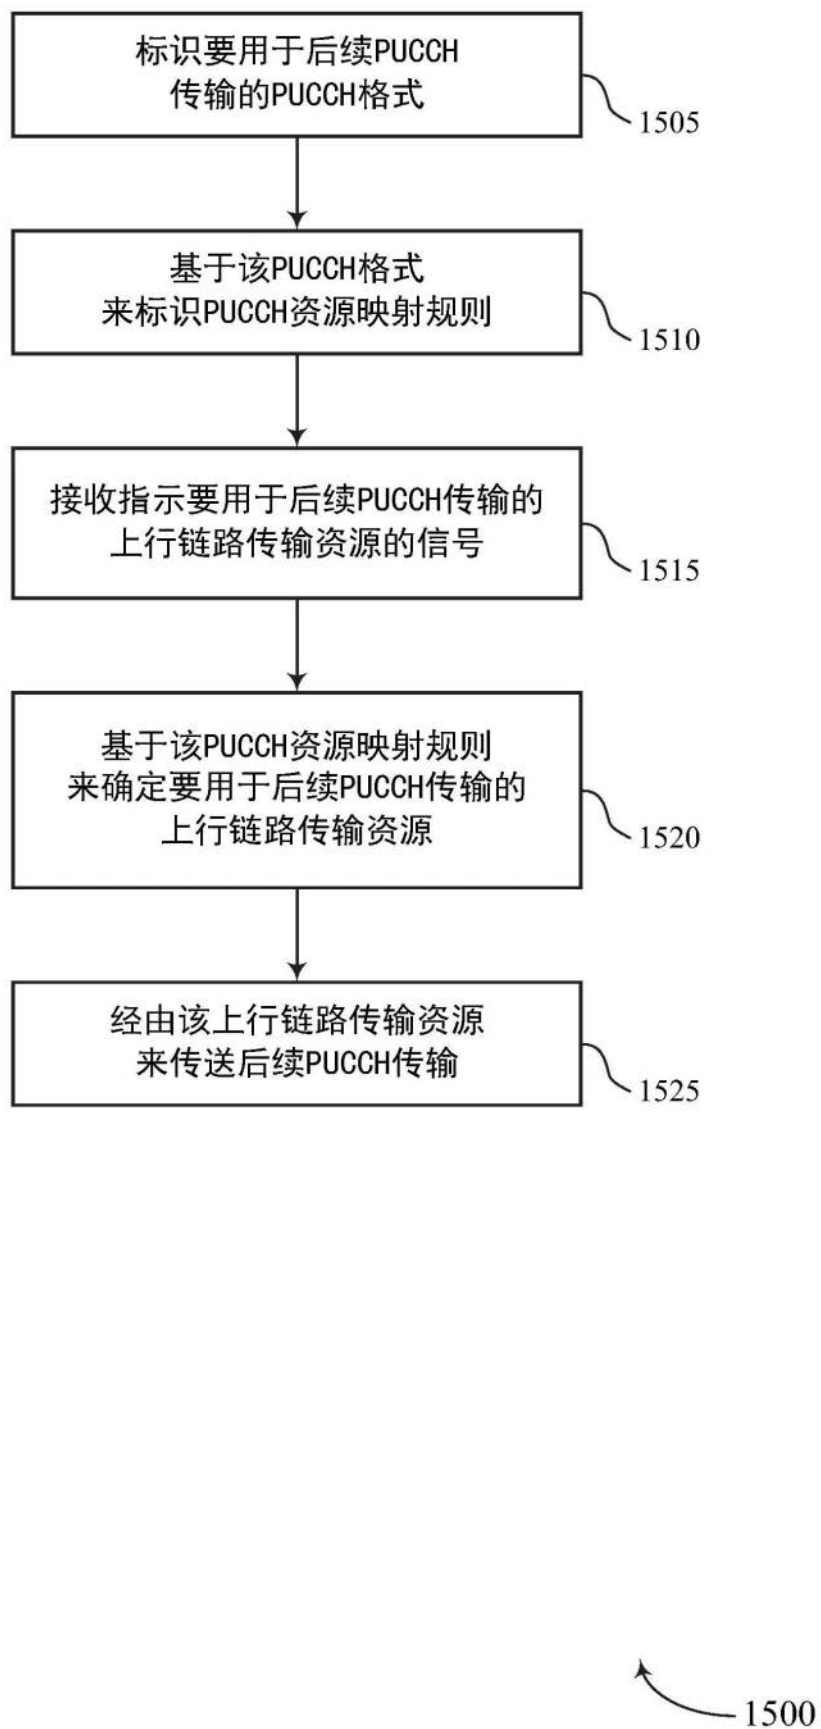 标识要用于后续PUCCH
传输的PUCCH格式
1505
基于该PUCCH格式
来标识PUCCH资源映射规则
1510
接收指示要用于后续PUCCH传输的
上行链路传输资源的信号
1515
基于该PUCCH资源映射规则
来确定要用于后续PUCCH传输的
上行链路传输资源
1520
经由该上行链路传输资源
来传送后续PUCCH传输
1525
1500